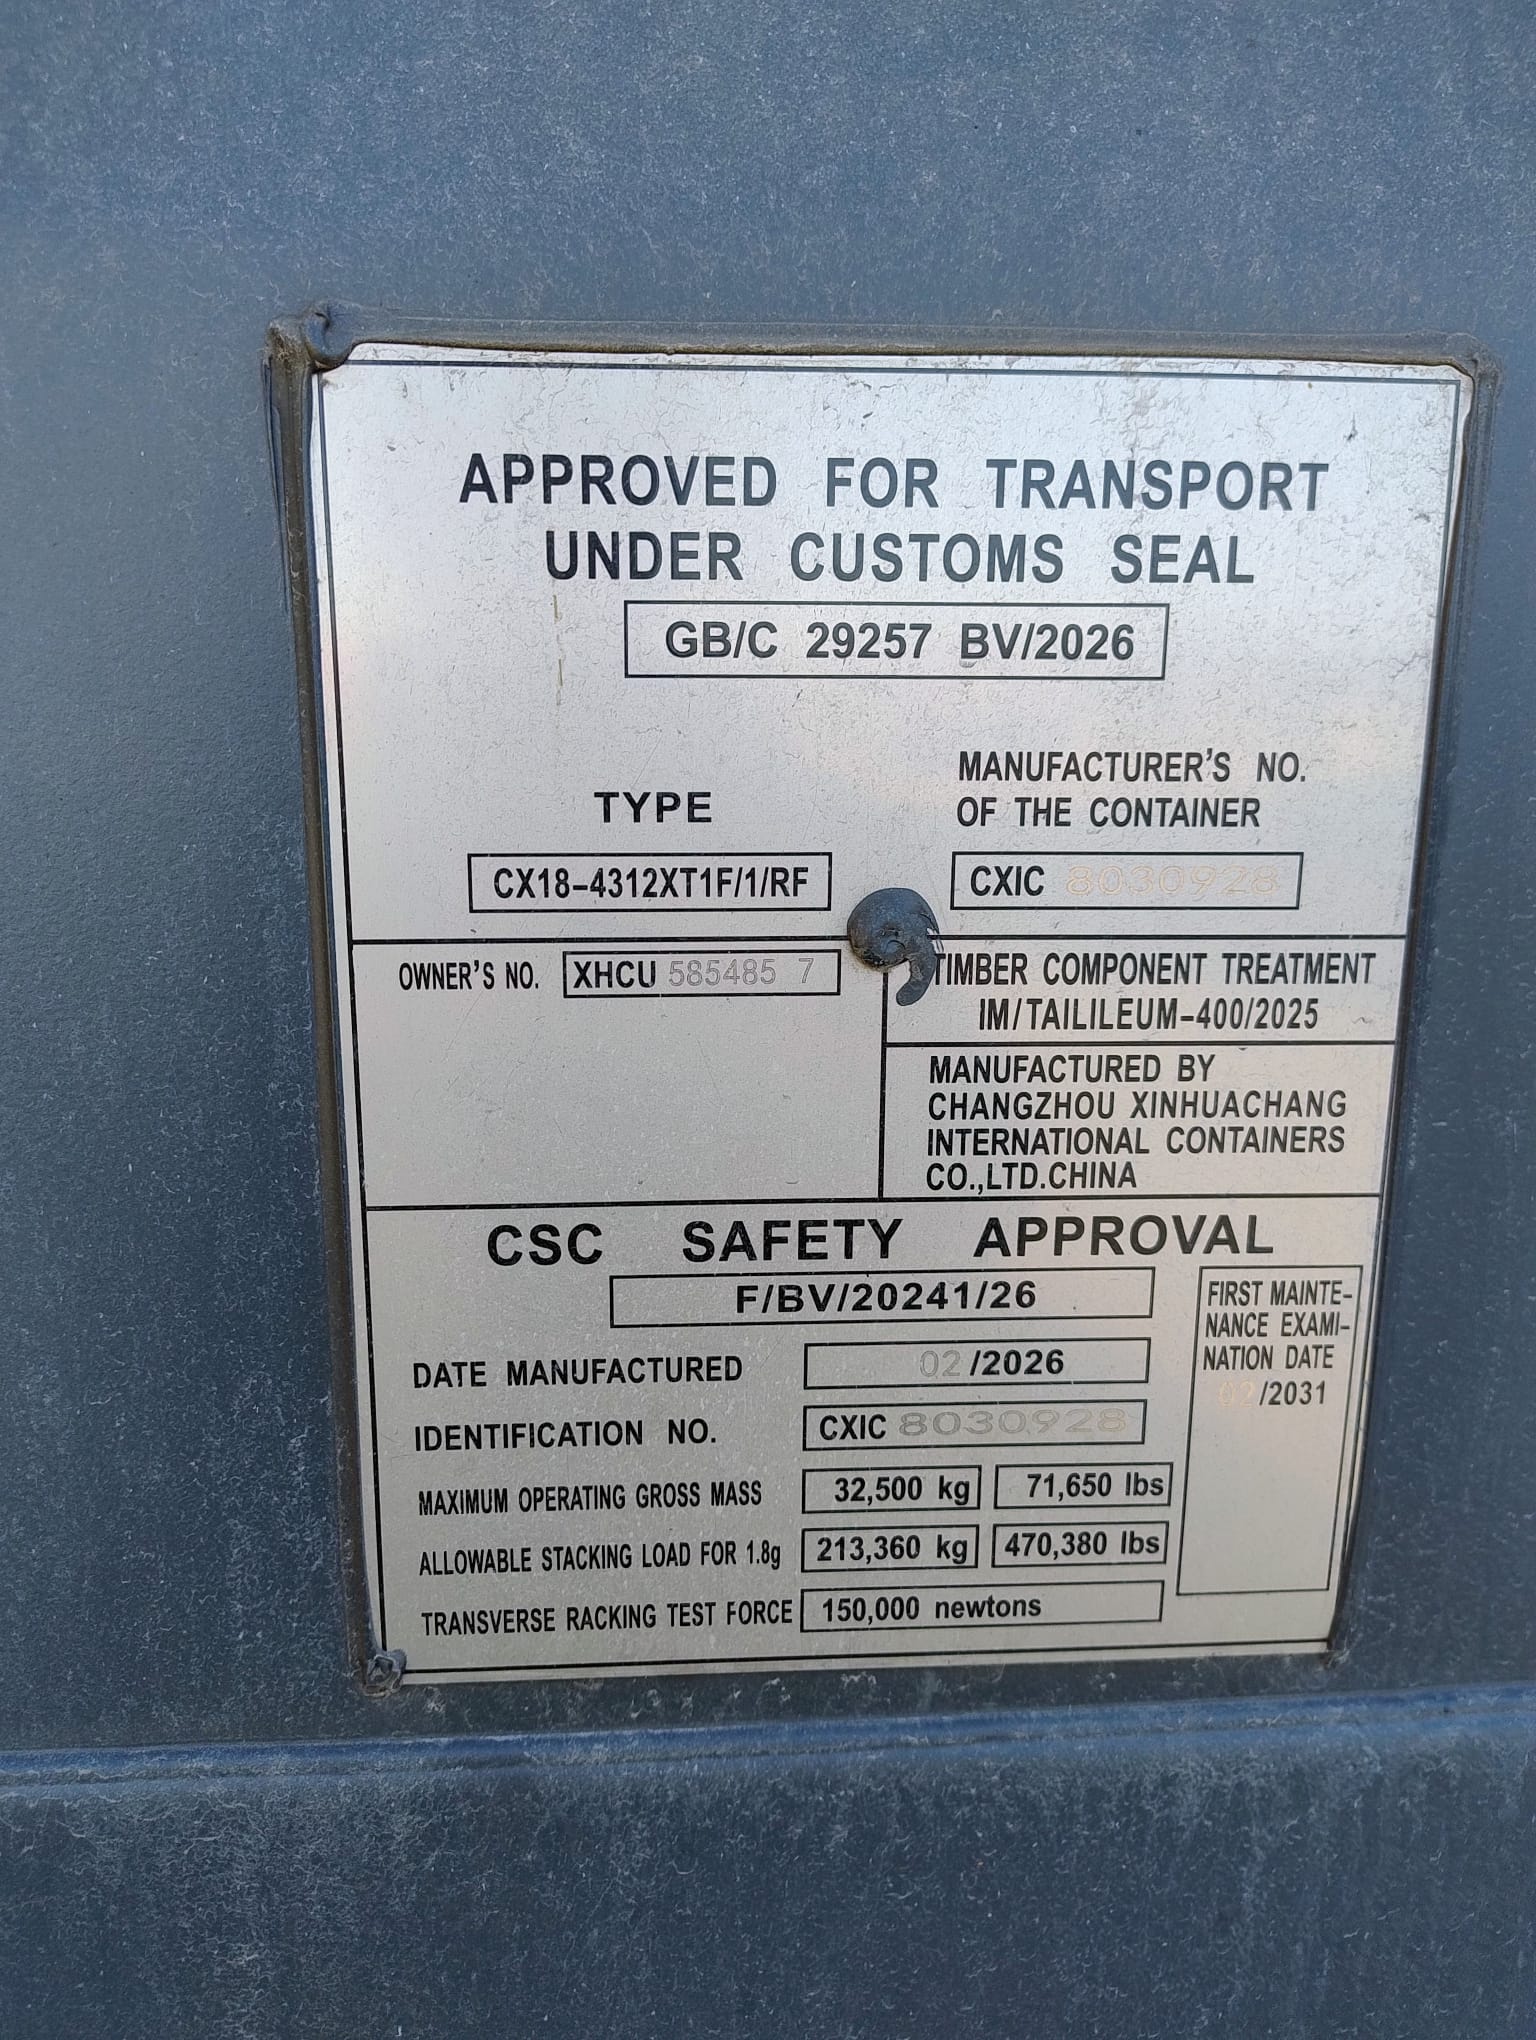 APPROVED FOR TRANSPORT
UNDER CUSTOMS SEAL
GB/C 29257 BV/2026
TYPE
CX18-4312XT1F/1/RF
MANUFACTURER'S NO.
OF THE CONTAINER
CXIC 8030928
OWNER'S NO. XHCU 585485 7
TIMBER COMPONENT TREATMENT
IM/TAILILEUM-400/2025
MANUFACTURED BY
CHANGZHOU XINHUACHANG
INTERNATIONAL CONTAINERS
CO.,LTD.CHINA
CSC SAFETY APPROVAL
F/BV/20241/26
DATE MANUFACTURED 02/2026
IDENTIFICATION NO. CXIC 8030928
MAXIMUM OPERATING GROSS MASS 32,500 kg 71,650 lbs
ALLOWABLE STACKING LOAD FOR 1.8g 213,360 kg 470,380 lbs
TRANSVERSE RACKING TEST FORCE 150,000 newtons
FIRST MAINTE-
NANCE EXAMI-
NATION DATE
02/2031